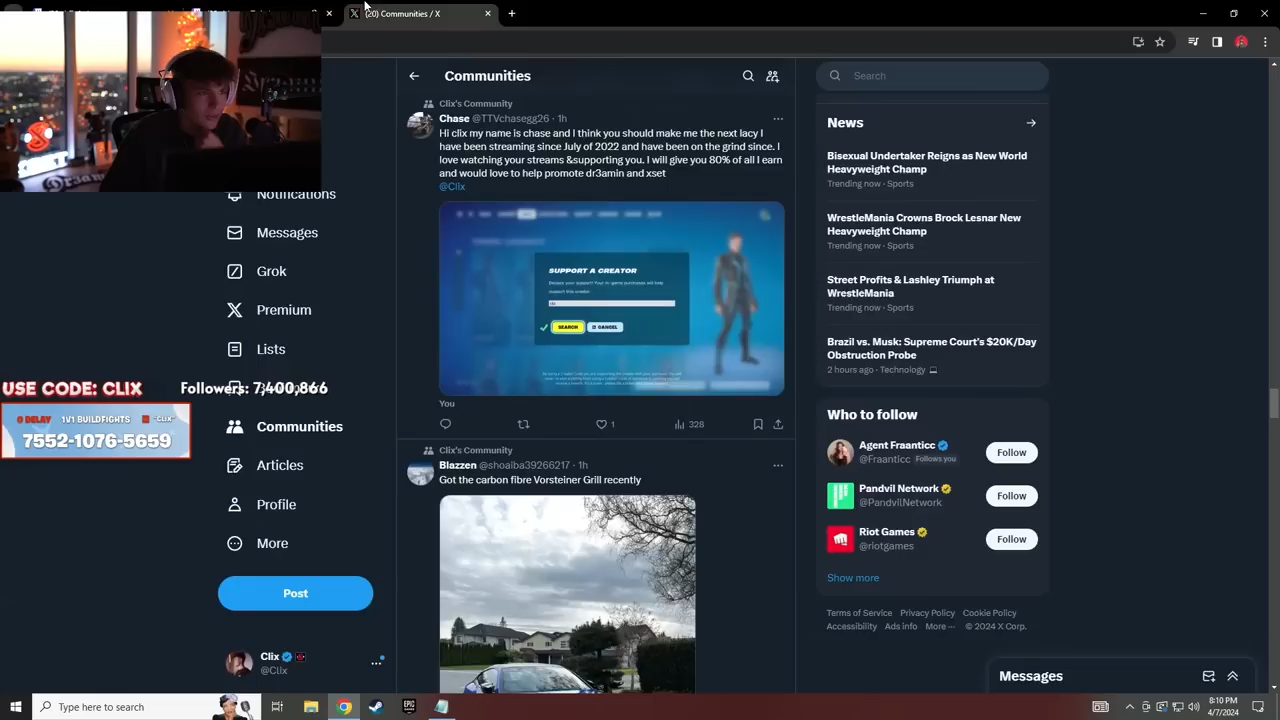 (20) Communities / X
Communities
Search
Clix's Community
Chase @TTVchasegg26 · 1h
Hi clix my name is chase and I think you should make me the next lacy I
have been streaming since July of 2022 and have been on the grind since. I
love watching your streams &supporting you. I will give you 80% of all I earn
and would love to help promote dr3amin and xset
@Clix
SUPPORT A CREATOR
SEARCH
CANCEL
You
1
328
Clix's Community
Blazzen @shoaiba39266217 · 1h
Got the carbon fibre Vorsteiner Grill recently
Notifications
Messages
Grok
Premium
Lists
USE CODE: CLIX
Followers: 7,400,866
0 DELAY 1V1 BUILDFIGHTS "CLIX"
7552-1076-5659
Communities
Articles
Profile
More
Post
Clix
@Clix
News
Bisexual Undertaker Reigns as New World
Heavyweight Champ
Trending now · Sports
WrestleMania Crowns Brock Lesnar New
Heavyweight Champ
Trending now · Sports
Street Profits & Lashley Triumph at
WrestleMania
Trending now · Sports
Brazil vs. Musk: Supreme Court's $20k/Day
Obstruction Probe
2 hours ago · Technology
Who to follow
Agent Fraantic
@Fraanticc Follows you
Follow
Pandvil Network
@PandvilNetwork
Follow
Riot Games
@riotgames
Follow
Show more
Terms of Service Privacy Policy Cookie Policy
Accessibility Ads info More ··· © 2024 X Corp.
Messages
Type here to search
8:10 PM
4/7/2024